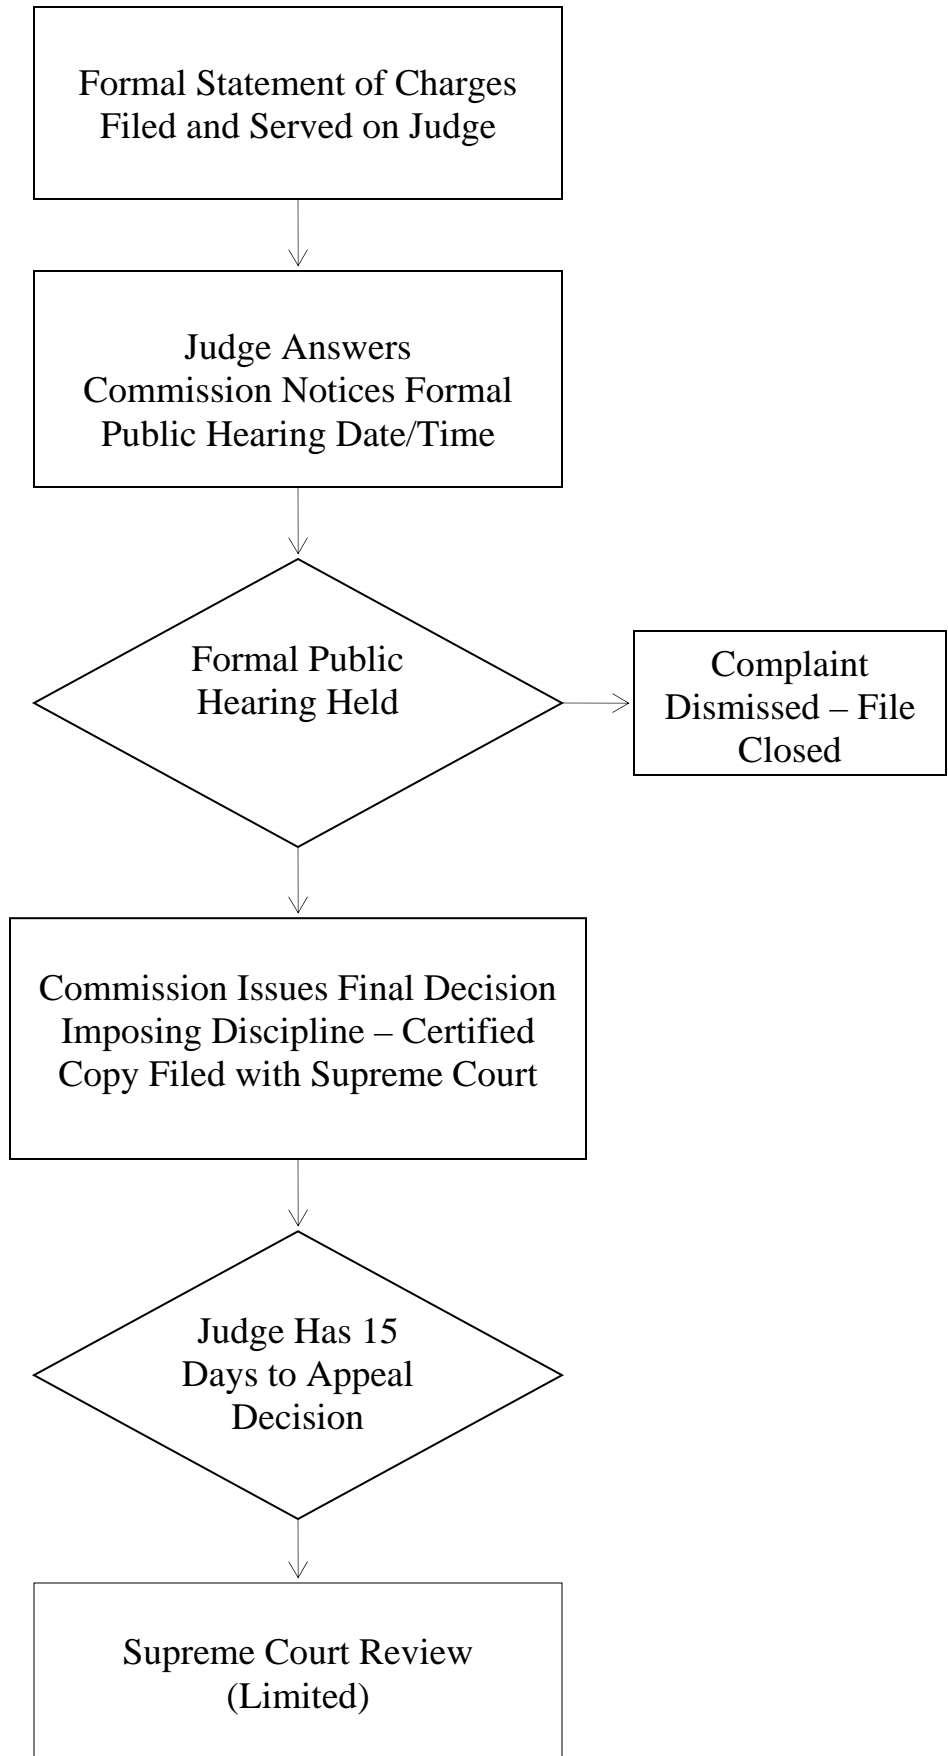 Formal Statement of Charges
Filed and Served on Judge
Judge Answers
Commission Notices Formal
Public Hearing Date/Time
Formal Public
Hearing Held
Complaint
Dismissed – File
Closed
Commission Issues Final Decision
Imposing Discipline – Certified
Copy Filed with Supreme Court
Judge Has 15
Days to Appeal
Decision
Supreme Court Review
(Limited)